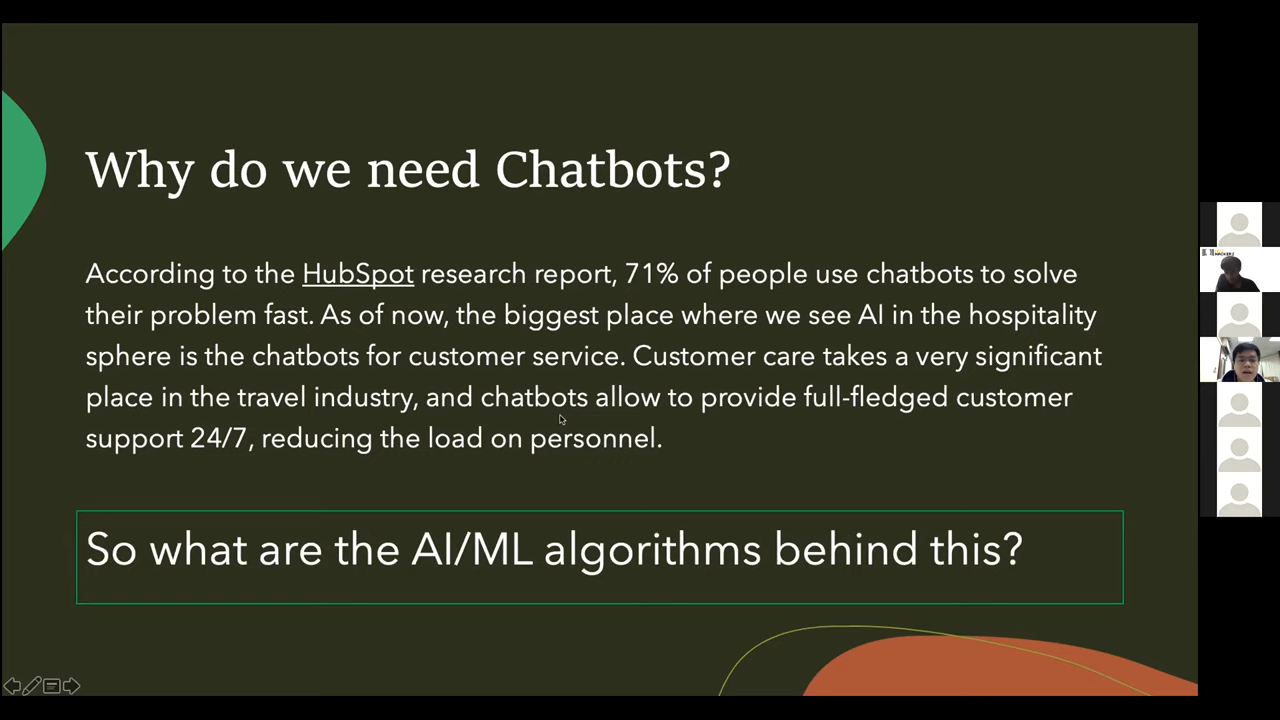 Why do we need Chatbots?
According to the HubSpot research report, 71% of people use chatbots to solve
their problem fast. As of now, the biggest place where we see AI in the hospitality
sphere is the chatbots for customer service. Customer care takes a very significant
place in the travel industry, and chatbots allow to provide full-fledged customer
support 24/7, reducing the load on personnel.
So what are the AI/ML algorithms behind this?